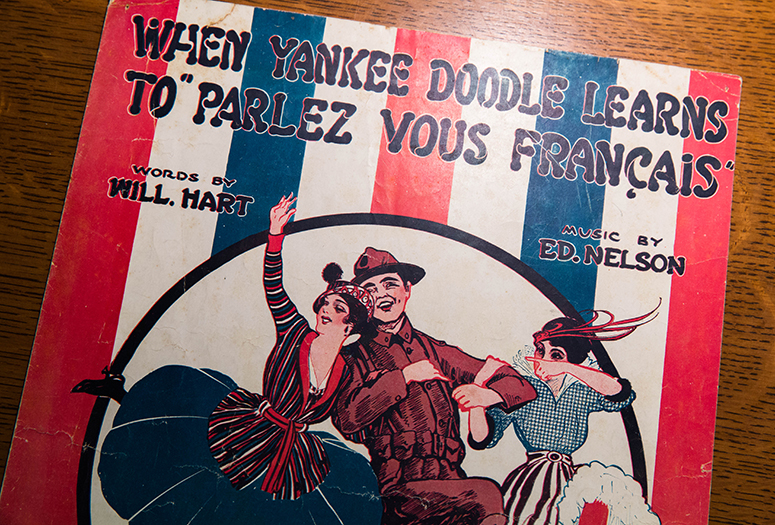 WHEN YANKEE DOODLE LEARNS
TO "PARLEZ VOUS FRANÇAIS"
WORDS BY
WILL. HART
MUSIC BY
ED. NELSON